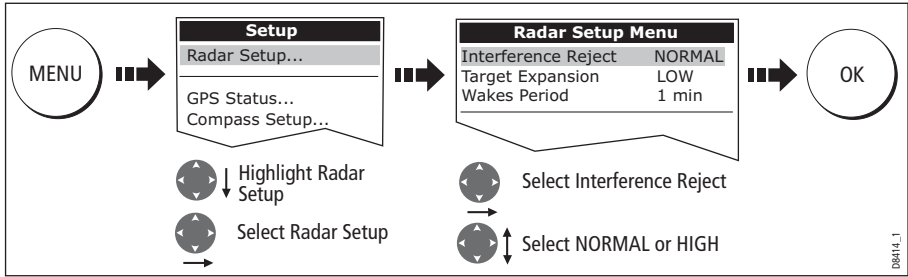 MENU
Setup
Radar Setup...
GPS Status...
Compass Setup...
Highlight Radar
Setup
Select Radar Setup
Radar Setup Menu
Interference Reject NORMAL
Target Expansion LOW
Wakes Period 1 min
Select Interference Reject
Select NORMAL or HIGH
OK
D8414_1